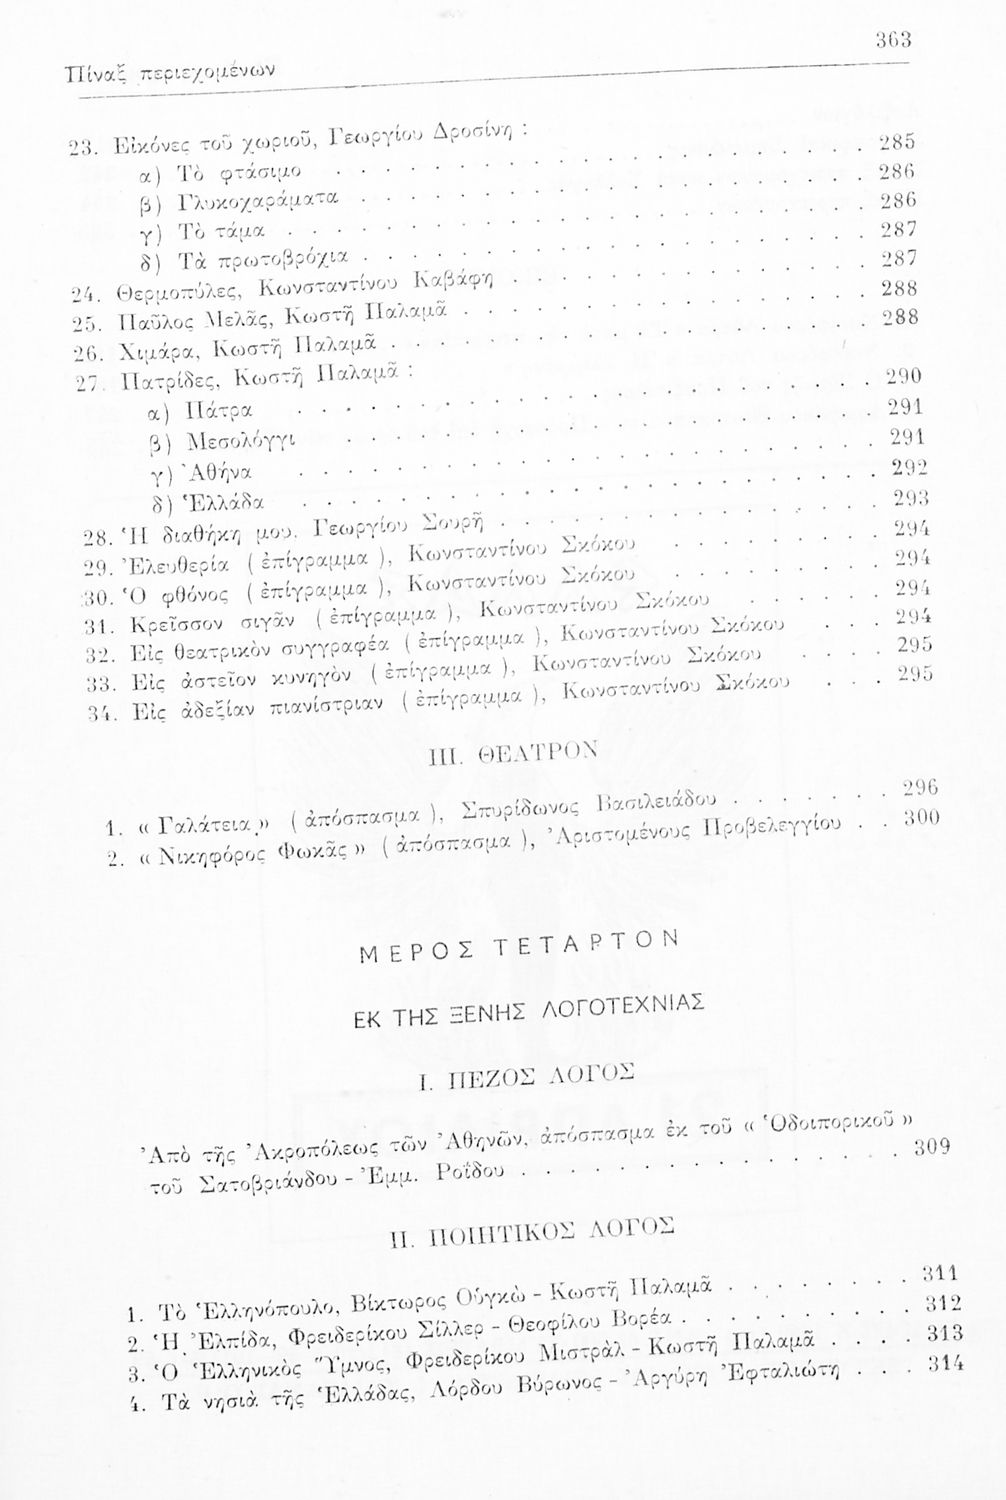 363
Πίναξ περιεχομένων
23. Εἰκόνες τοῦ χωριοῦ, Γεωργίου Δροσίνη :
α) Τὸ φτάσιμο . . . . . . . . . . . . . . . . . . . 285
β) Γλυκοχαράματα . . . . . . . . . . . . . . . . . . 286
γ) Τὸ τάμα . . . . . . . . . . . . . . . . . . . . 286
δ) Τὰ πρωτοβρόχια . . . . . . . . . . . . . . . . . . 287
24. Θερμοπύλες, Κωνσταντίνου Καβάφη . . . . . . . . . . . . 287
25. Παῦλος Μελᾶς, Κωστῆ Παλαμᾶ . . . . . . . . . . . . . . 288
26. Χιμάρα, Κωστῆ Παλαμᾶ . . . . . . . . . . . . . . . . 288
27. Πατρίδες, Κωστῆ Παλαμᾶ :
α) Πάτρα . . . . . . . . . . . . . . . . . . . . 290
β) Μεσολόγγι . . . . . . . . . . . . . . . . . . 291
γ) Ἀθήνα . . . . . . . . . . . . . . . . . . . . 291
δ) Ἑλλάδα . . . . . . . . . . . . . . . . . . . . 292
28. Ἡ διαθήκη μου. Γεωργίου Σουρῆ . . . . . . . . . . . . . 293
29. Ἐλευθερία ( ἐπίγραμμα ), Κωνσταντίνου Σκόκου . . . . . . . . 294
30. Ὁ φθόνος ( ἐπίγραμμα ), Κωνσταντίνου Σκόκου . . . . . . . . 294
31. Κρεῖσσον σιγᾶν ( ἐπίγραμμα ), Κωνσταντίνου Σκόκου . . . . . . 294
32. Εἰς θεατρικὸν συγγραφέα ( ἐπίγραμμα ), Κωνσταντίνου Σκόκου . . . 294
33. Εἰς ἀστεῖον κυνηγὸν ( ἐπίγραμμα ), Κωνσταντίνου Σκόκου . . . . 295
34. Εἰς ἀδεξίαν πιανίστριαν ( ἐπίγραμμα ), Κωνσταντίνου Σκόκου . . . 295
III. ΘΕΑΤΡΟΝ
1. « Γαλάτεια » ( ἀπόσπασμα ), Σπυρίδωνος Βασιλειάδου . . . . . . . 296
2. « Νικηφόρος Φωκᾶς » ( ἀπόσπασμα ), Ἀριστομένους Προβελεγγίου . . 300
ΜΕΡΟΣ ΤΕΤΑΡΤΟΝ
ΕΚ ΤΗΣ ΞΕΝΗΣ ΛΟΓΟΤΕΧΝΙΑΣ
I. ΠΕΖΟΣ ΛΟΓΟΣ
Ἀπὸ τῆς Ἀκροπόλεως τῶν Ἀθηνῶν, ἀπόσπασμα ἐκ τοῦ « Ὁδοιπορικοῦ »
τοῦ Σατοβριάνδου - Ἐμμ. Ροΐδου . . . . . . . . . . . . . . . . 309
II. ΠΟΙΗΤΙΚΟΣ ΛΟΓΟΣ
1. Τὸ Ἑλληνόπουλο, Βίκτωρος Οὑγκὼ - Κωστῆ Παλαμᾶ . . . . . . . . 311
2. Ἡ Ἐλπίδα, Φρειδερίκου Σίλλερ - Θεοφίλου Βορέα . . . . . . . . . 312
3. Ὁ Ἑλληνικὸς Ὕμνος, Φρειδερίκου Μιστρὰλ - Κωστῆ Παλαμᾶ . . . . 313
4. Τὰ νησιὰ τῆς Ἑλλάδας, Λόρδου Βύρωνος - Ἀργύρη Ἐφταλιώτη . . . 314